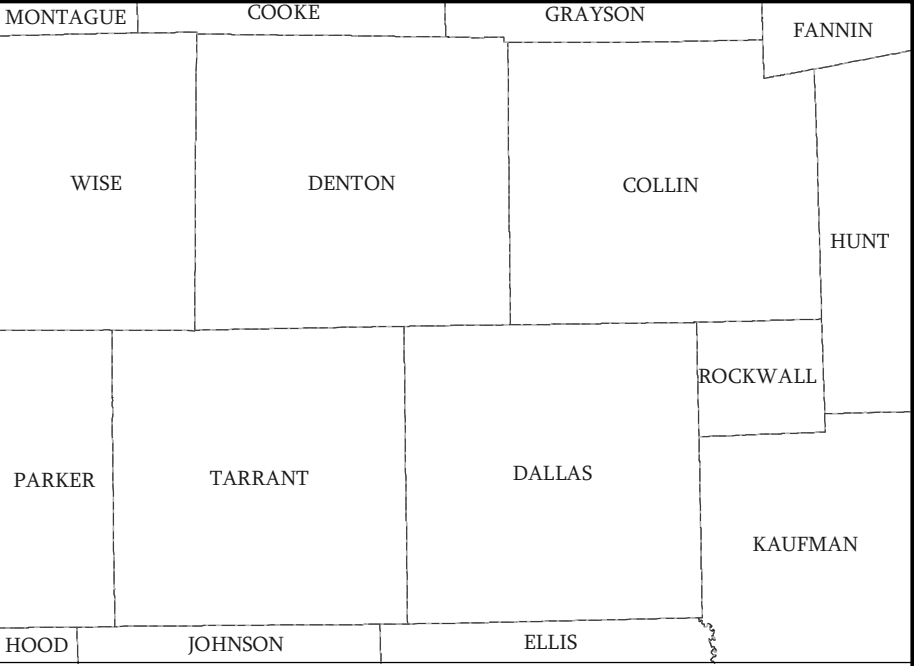 MONTAGUE
COOKE
GRAYSON
FANNIN
WISE
DENTON
COLLIN
HUNT
ROCKWALL
PARKER
TARRANT
DALLAS
KAUFMAN
HOOD
JOHNSON
ELLIS